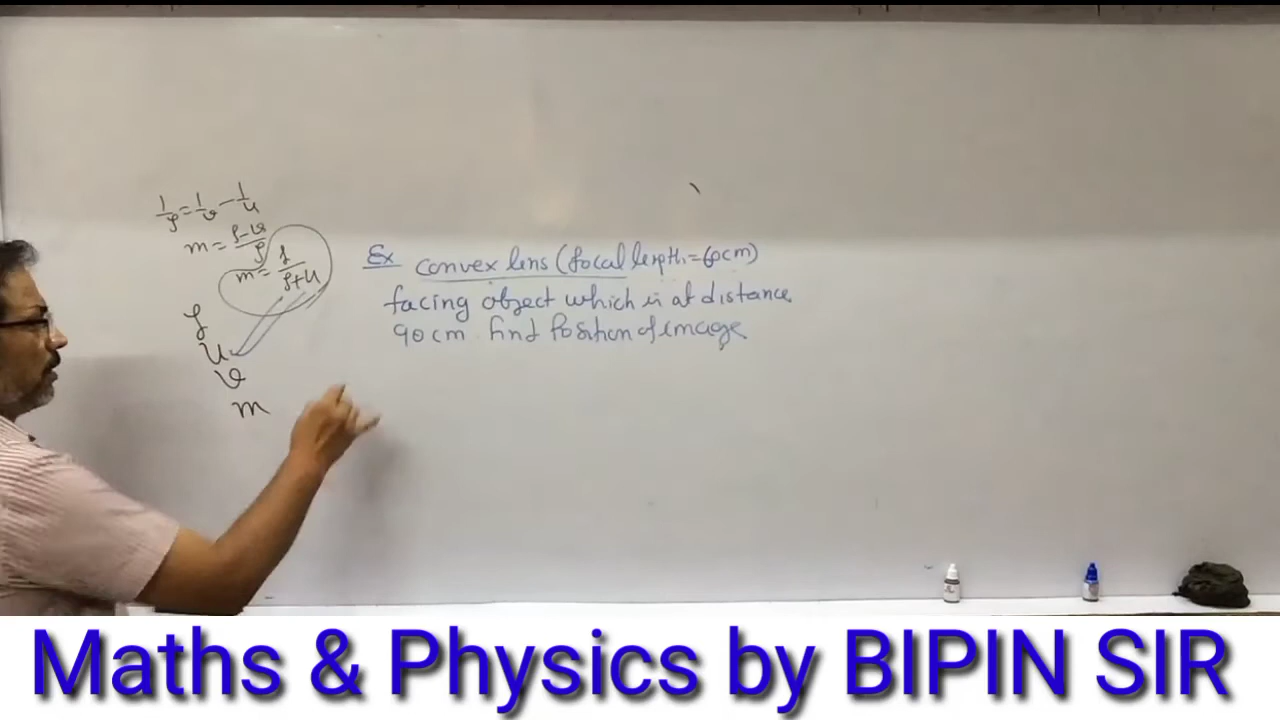 1/f = 1/v - 1/u
m = f-v/f
m = f/f+u
f
u
v
m
Ex convex lens (focal length = 60cm)
facing object which is at distance
90 cm. find Position of image
Maths & Physics by BIPIN SIR